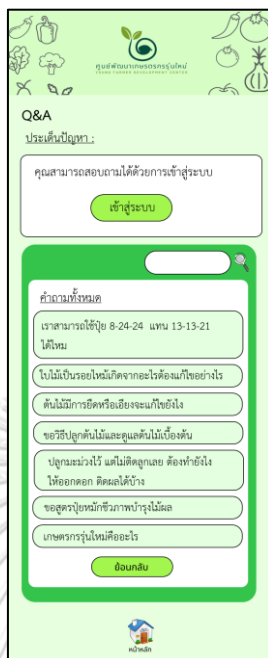 ศูนย์พัฒนาเกษตรกรรุ่นใหม่
YOUNG FARMER DEVELOPMENT CENTER
Q&A
ประเด็นปัญหา :
คุณสามารถสอบถามได้ด้วยการเข้าสู่ระบบ
เข้าสู่ระบบ
คำถามทั้งหมด
เราสามารถใช้ปุ๋ย 8-24-24 แทน 13-13-21
ได้ไหม
ใบไม้เป็นรอยไหม้เกิดจากอะไรต้องแก้ไขอย่างไร
ต้นไม้มีการยืดหรือเอียงจะแก้ไขยังไง
ขอวิธีปลูกต้นไม้และดูแลต้นไม้เบื้องต้น
ปลูกมะม่วงไว้ แต่ไม่ติดลูกเลย ต้องทำยังไง
ให้ออกดอก ติดผลได้บ้าง
ขอสูตรปุ๋ยหมักชีวภาพบำรุงไม้ผล
เกษตรกรรุ่นใหม่คืออะไร
ย้อนกลับ
หน้าหลัก